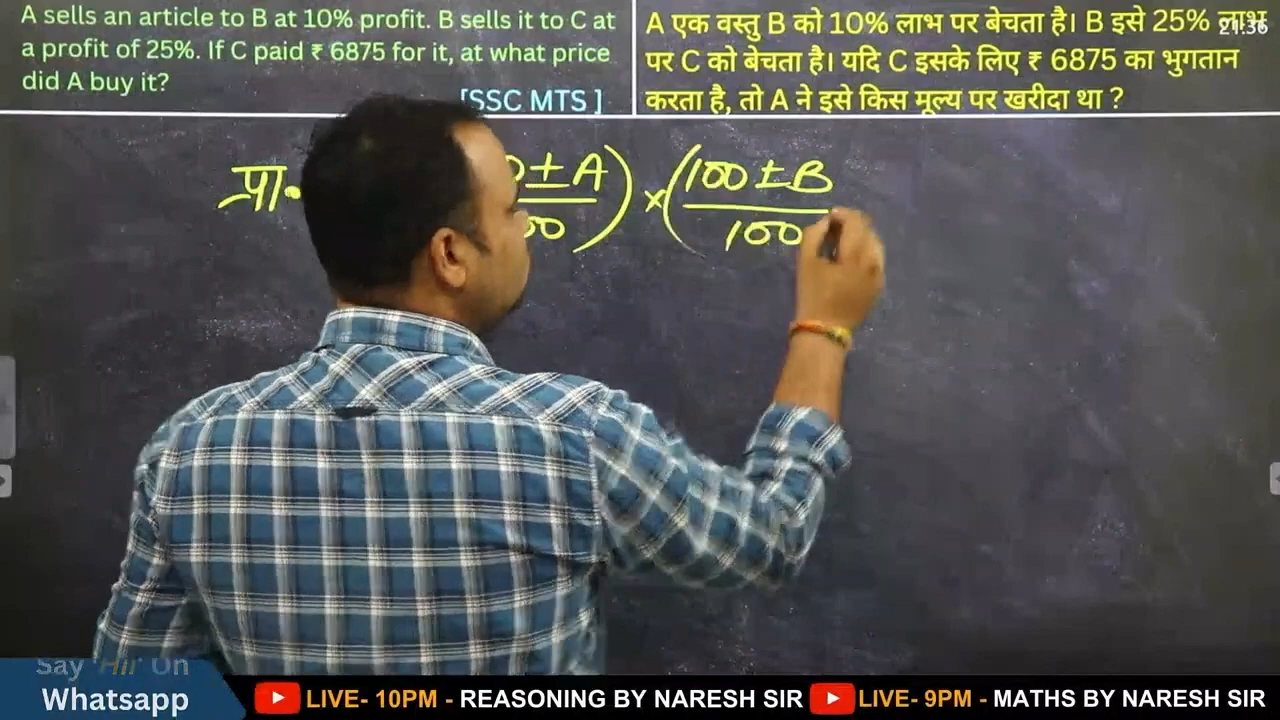 A sells an article to B at 10% profit. B sells it to C at
a profit of 25%. If C paid ₹ 6875 for it, at what price
did A buy it?
[SSC MTS ]
A एक वस्तु B को 10% लाभ पर बेचता है। B इसे 25% लाभ
पर C को बेचता है। यदि C इसके लिए ₹ 6875 का भुगतान
करता है, तो A ने इसे किस मूल्य पर खरीदा था ?
21:36
प्रा. 0 ± A) × (100 ± B
00 100
Say 'Hii' On
Whatsapp
LIVE- 10PM - REASONING BY NARESH SIR
LIVE- 9PM - MATHS BY NARESH SIR